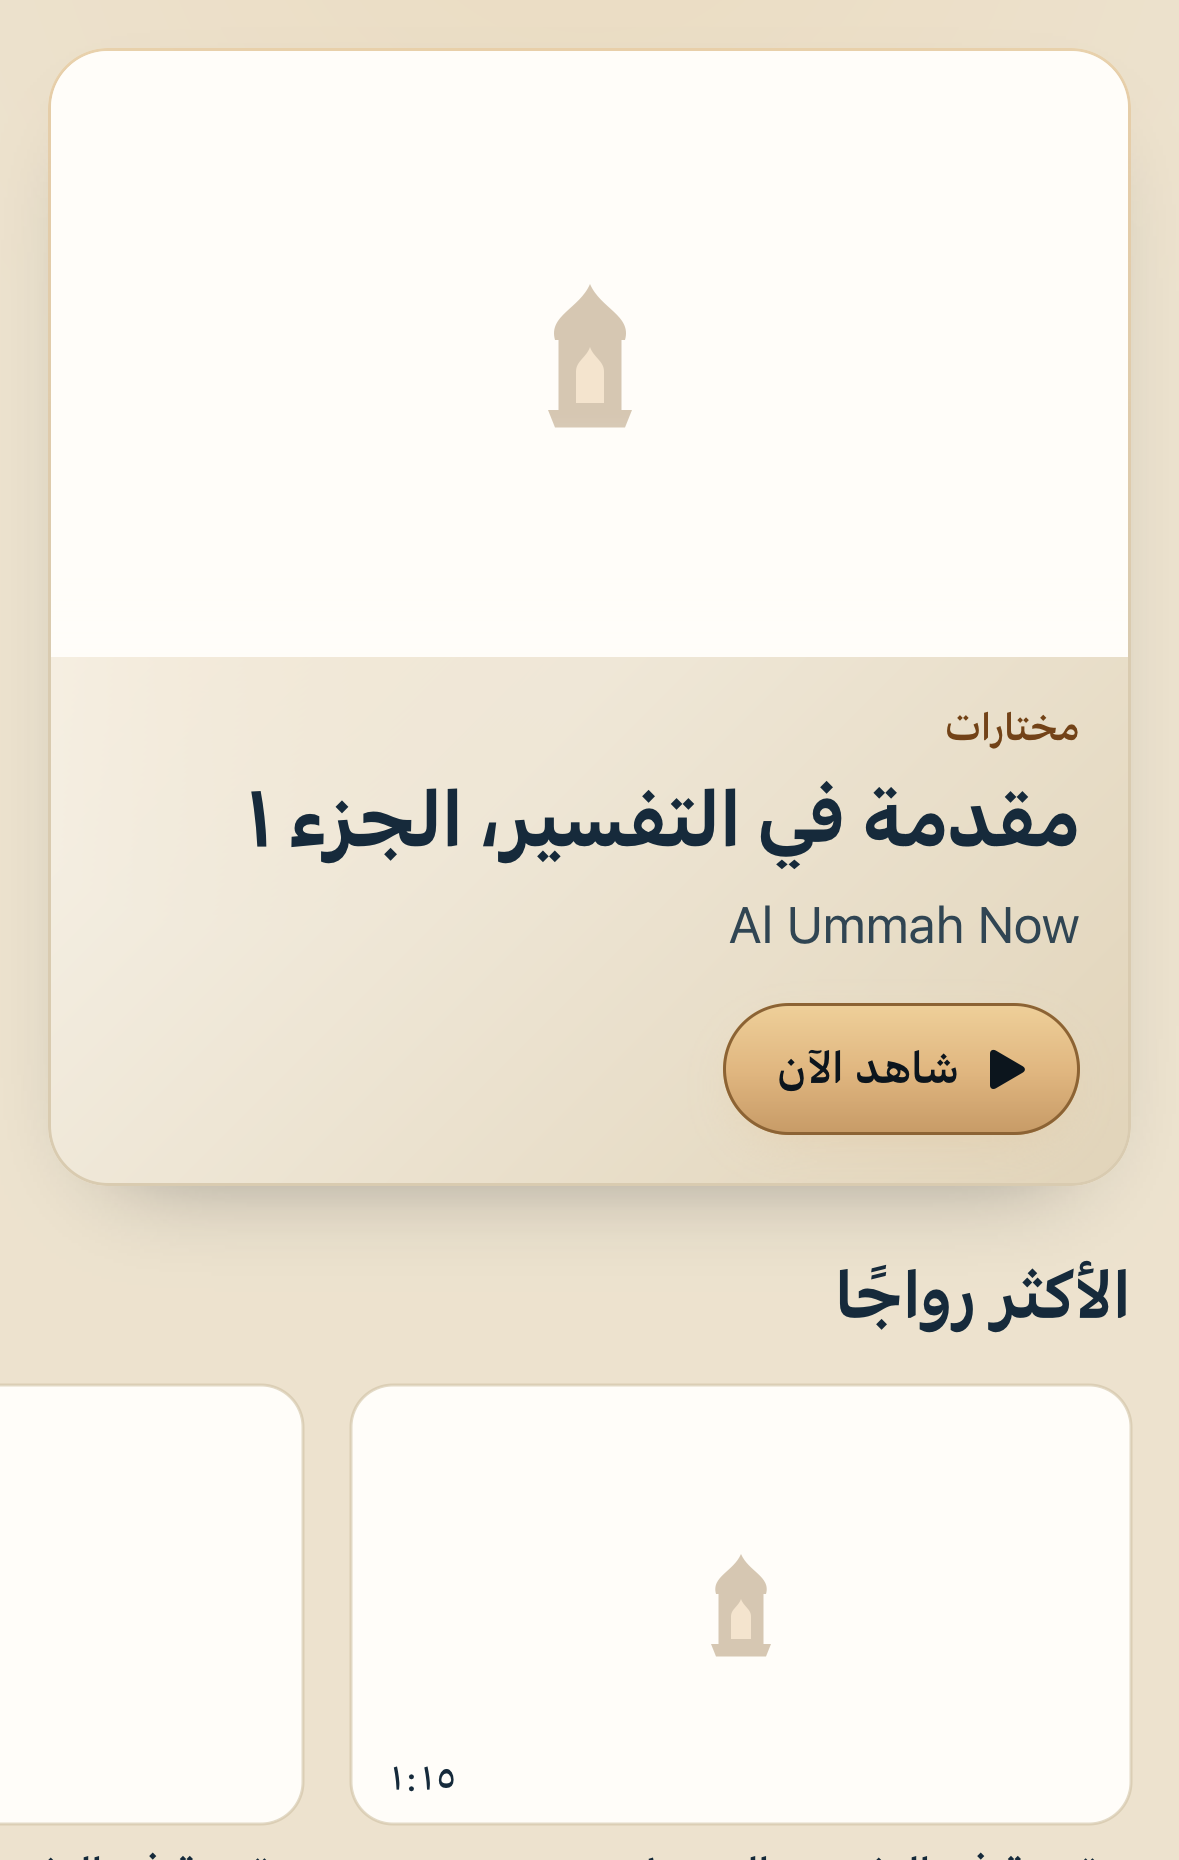 مختارات
مقدمة في التفسير، الجزء ١
Al Ummah Now
شاهد الآن
الأكثر رواجًا
١:١٥